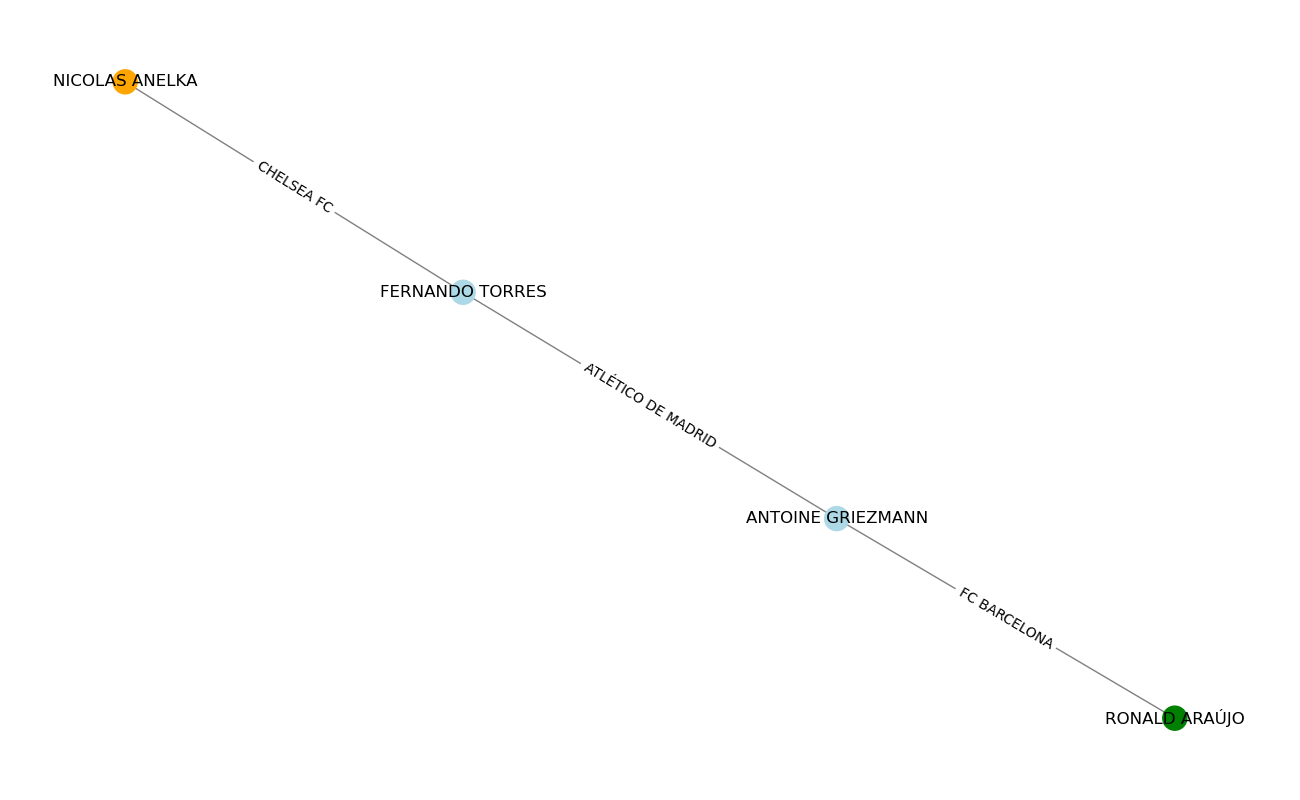 NICOLAS ANELKA
CHELSEA FC
FERNANDO TORRES
ATLÉTICO DE MADRID
ANTOINE GRIEZMANN
FC BARCELONA
RONALD ARAÚJO